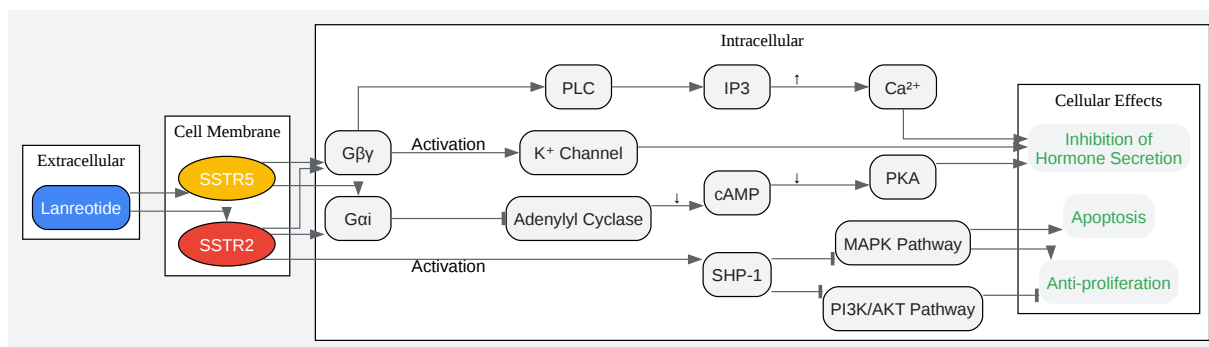 Intracellular
PLC
IP3
↑
Ca²⁺
Cellular Effects
Inhibition of
Hormone Secretion
Cell Membrane
Extracellular
Gβγ
Activation
K⁺ Channel
SSTR5
Lanreotide
Gαi
Adenylyl Cyclase
↓
cAMP
↓
PKA
Apoptosis
SSTR2
Activation
SHP-1
MAPK Pathway
Anti-proliferation
PI3K/AKT Pathway